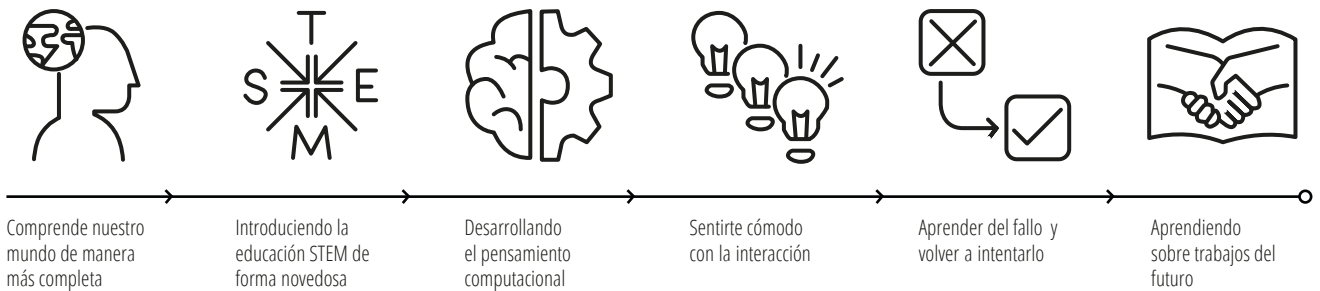 T
S E
M
Comprende nuestro
mundo de manera
más completa
Introduciendo la
educación STEM de
forma novedosa
Desarrollando
el pensamiento
computacional
Sentirte cómodo
con la interacción
Aprender del fallo y
volver a intentarlo
Aprendiendo
sobre trabajos del
futuro